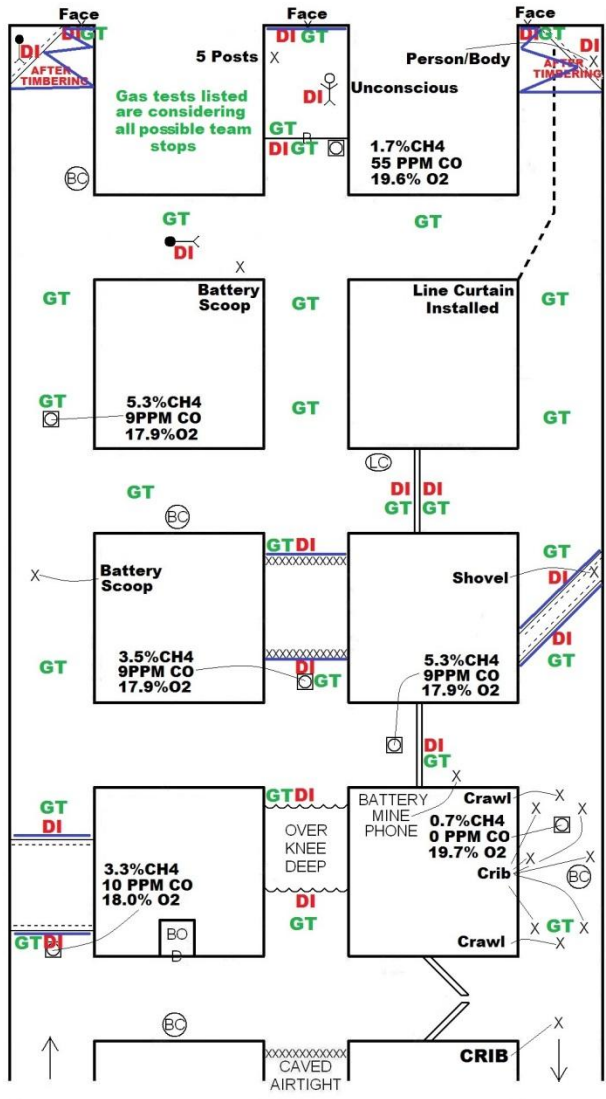 Face
Face
Face
DI GT
DI GT
DI GT
DI
DI
AFTER
TIMBERING
5 Posts
X
Person/Body
X
AFTER
TIMBERING
Gas tests listed
are considering
all possible team
stops
DI
Unconscious
GT
R
DI GT
1.7%CH4
55 PPM CO
19.6% O2
BC
GT
GT
DI
X
Battery
Scoop
Line Curtain
Installed
GT
GT
GT
GT
5.3%CH4
9PPM CO
17.9%O2
GT
GT
LC
GT
BC
DI DI
GT GT
GT DI
XXXXXXXXXXX
GT
X
Battery
Scoop
Shovel
DI
X
DI
GT
GT
3.5%CH4
9PPM CO
17.9%O2
XXXXXXXXXXX
DI
GT
5.3%CH4
9PPM CO
17.9% O2
DI
GT
X
GT
DI
GT DI
OVER
KNEE
DEEP
BATTERY
MINE
PHONE
Crawl
X
X
X
0.7%CH4
0 PPM CO
19.7% O2
Crib
X
X
BC
3.3%CH4
10 PPM CO
18.0% O2
DI
GT
GT DI
BO
D
X
GT
X
Crawl
X
BC
X
CRIB
XXXXXXXXXXX
CAVED
AIRTIGHT